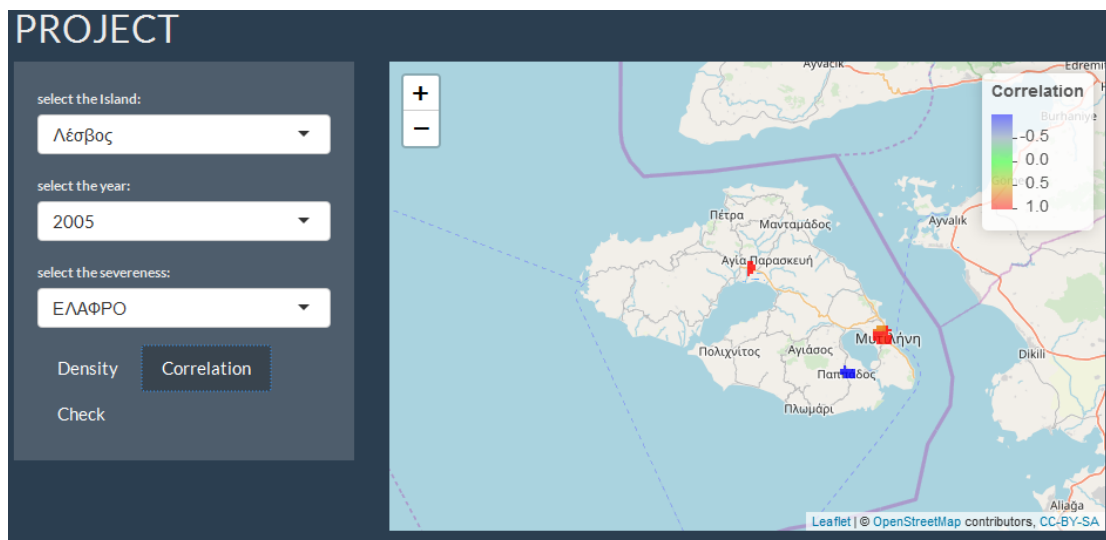 PROJECT
select the Island:
Λέσβος
select the year:
2005
select the severeness:
ΕΛΑΦΡΟ
Density
Correlation
Check
+
−
Ayvacık
Edremit
Correlation
Burhaniye
-0.5
0.0
0.5
1.0
Πέτρα
Μανταμάδος
Ayvalık
Αγία Παρασκευή
Μυτιλήνη
Πολιχνίτος
Αγιάσος
Dikili
Πλωμάρι
Aliağa
Leaflet | © OpenStreetMap contributors, CC-BY-SA